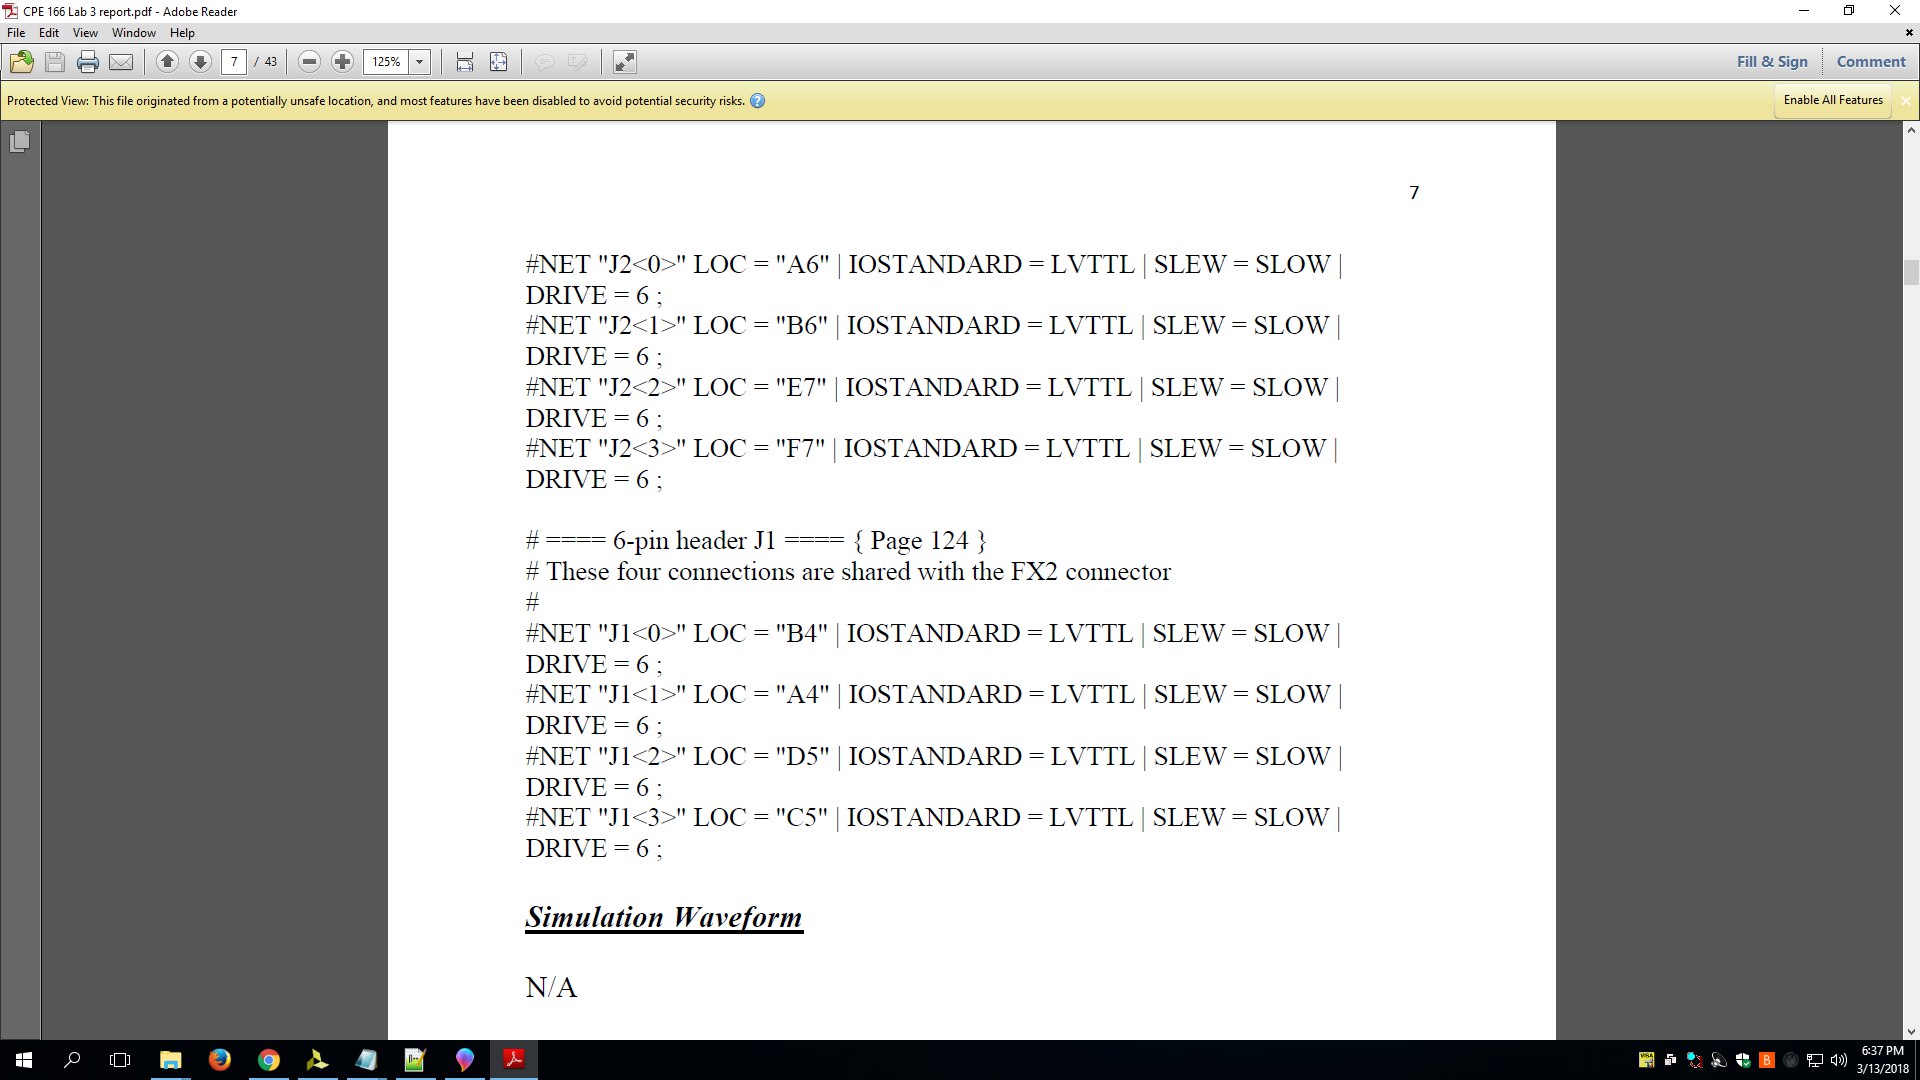 CPE 166 Lab 3 report.pdf - Adobe Reader
File Edit View Window Help
7 / 43 125% Fill & Sign Comment
Protected View: This file originated from a potentially unsafe location, and most features have been disabled to avoid potential security risks. Enable All Features
7
#NET "J2<0>" LOC = "A6" | IOSTANDARD = LVTTL | SLEW = SLOW |
DRIVE = 6 ;
#NET "J2<1>" LOC = "B6" | IOSTANDARD = LVTTL | SLEW = SLOW |
DRIVE = 6 ;
#NET "J2<2>" LOC = "E7" | IOSTANDARD = LVTTL | SLEW = SLOW |
DRIVE = 6 ;
#NET "J2<3>" LOC = "F7" | IOSTANDARD = LVTTL | SLEW = SLOW |
DRIVE = 6 ;
# ==== 6-pin header J1 ==== { Page 124 }
# These four connections are shared with the FX2 connector
#
#NET "J1<0>" LOC = "B4" | IOSTANDARD = LVTTL | SLEW = SLOW |
DRIVE = 6 ;
#NET "J1<1>" LOC = "A4" | IOSTANDARD = LVTTL | SLEW = SLOW |
DRIVE = 6 ;
#NET "J1<2>" LOC = "D5" | IOSTANDARD = LVTTL | SLEW = SLOW |
DRIVE = 6 ;
#NET "J1<3>" LOC = "C5" | IOSTANDARD = LVTTL | SLEW = SLOW |
DRIVE = 6 ;
Simulation Waveform
N/A
6:37 PM
3/13/2018